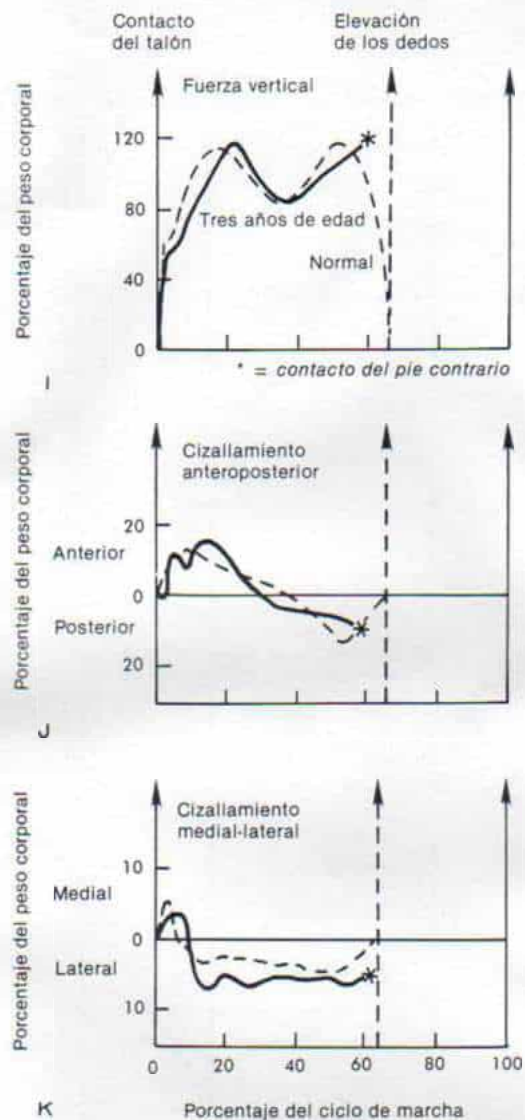 Contacto
del talón
Elevación
de los dedos
Fuerza vertical
Porcentaje del peso corporal
120
80
40
0
Tres años de edad
Normal
* = contacto del pie contrario
I
Cizallamiento
anteroposterior
Porcentaje del peso corporal
20
Anterior
0
Posterior
20
J
Cizallamiento
medial-lateral
Porcentaje del peso corporal
10
Medial
0
Lateral
10
0 20 40 60 80 100
K Porcentaje del ciclo de marcha